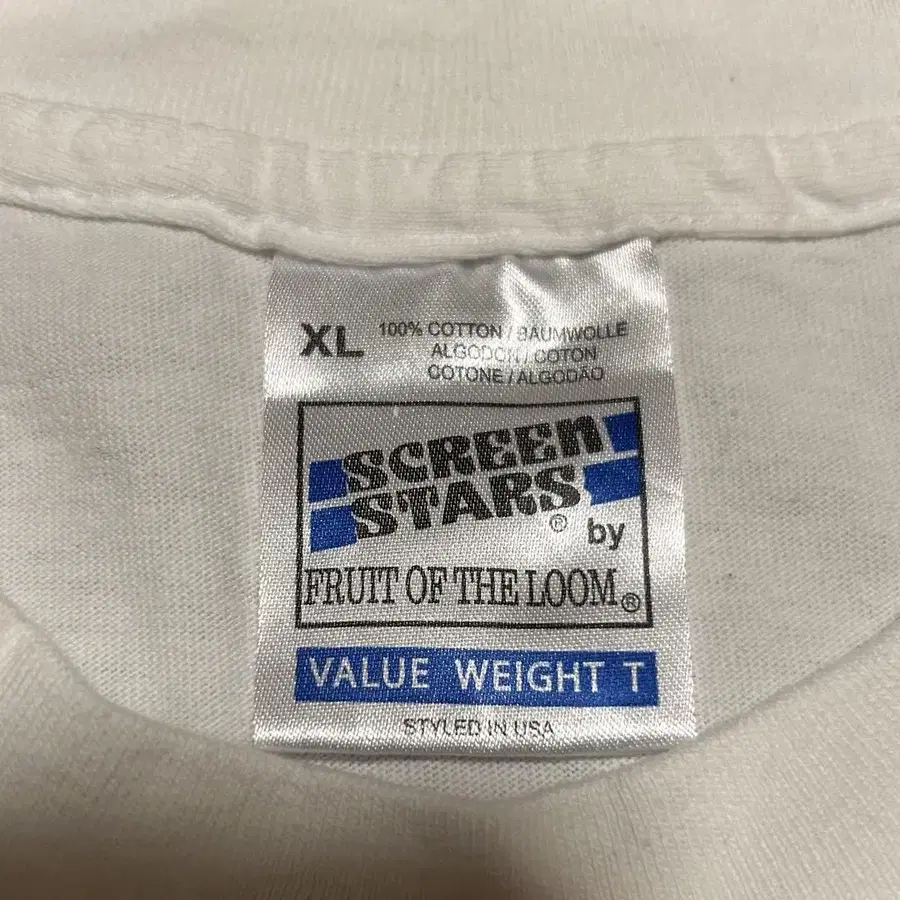 XL 100% COTTON / BAUMWOLLE
ALGODON / COTON
COTONE / ALGODÃO
SCREEN
STARS® by
FRUIT OF THE LOOM®
VALUE WEIGHT T
STYLED IN USA